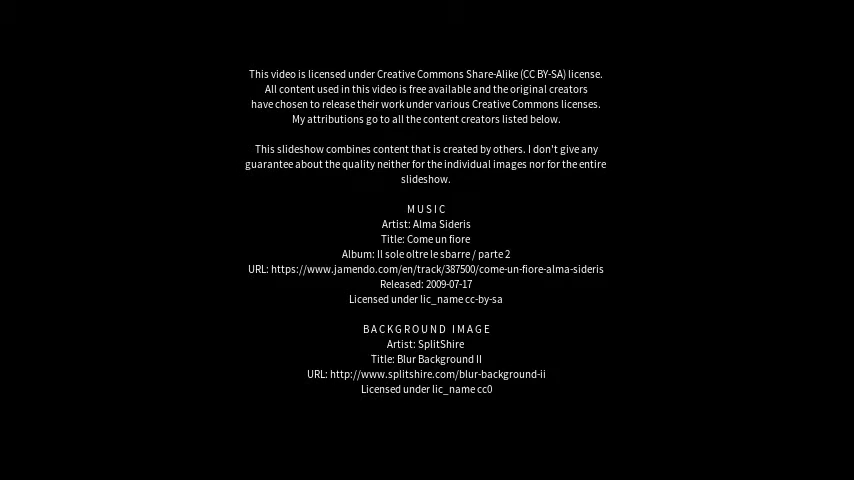 This video is licensed under Creative Commons Share-Alike (CC BY-SA) license.
All content used in this video is free available and the original creators
have chosen to release their work under various Creative Commons licenses.
My attributions go to all the content creators listed below.
This slideshow combines content that is created by others. I don't give any
guarantee about the quality neither for the individual images nor for the entire
slideshow.
MUSIC
Artist: Alma Sideris
Title: Come un fiore
Album: Il sole oltre le sbarre / parte 2
URL: https://www.jamendo.com/en/track/387500/come-un-fiore-alma-sideris
Released: 2009-07-17
Licensed under lic_name cc-by-sa
BACKGROUND IMAGE
Artist: SplitShire
Title: Blur Background II
URL: http://www.splitshire.com/blur-background-ii
Licensed under lic_name cc0